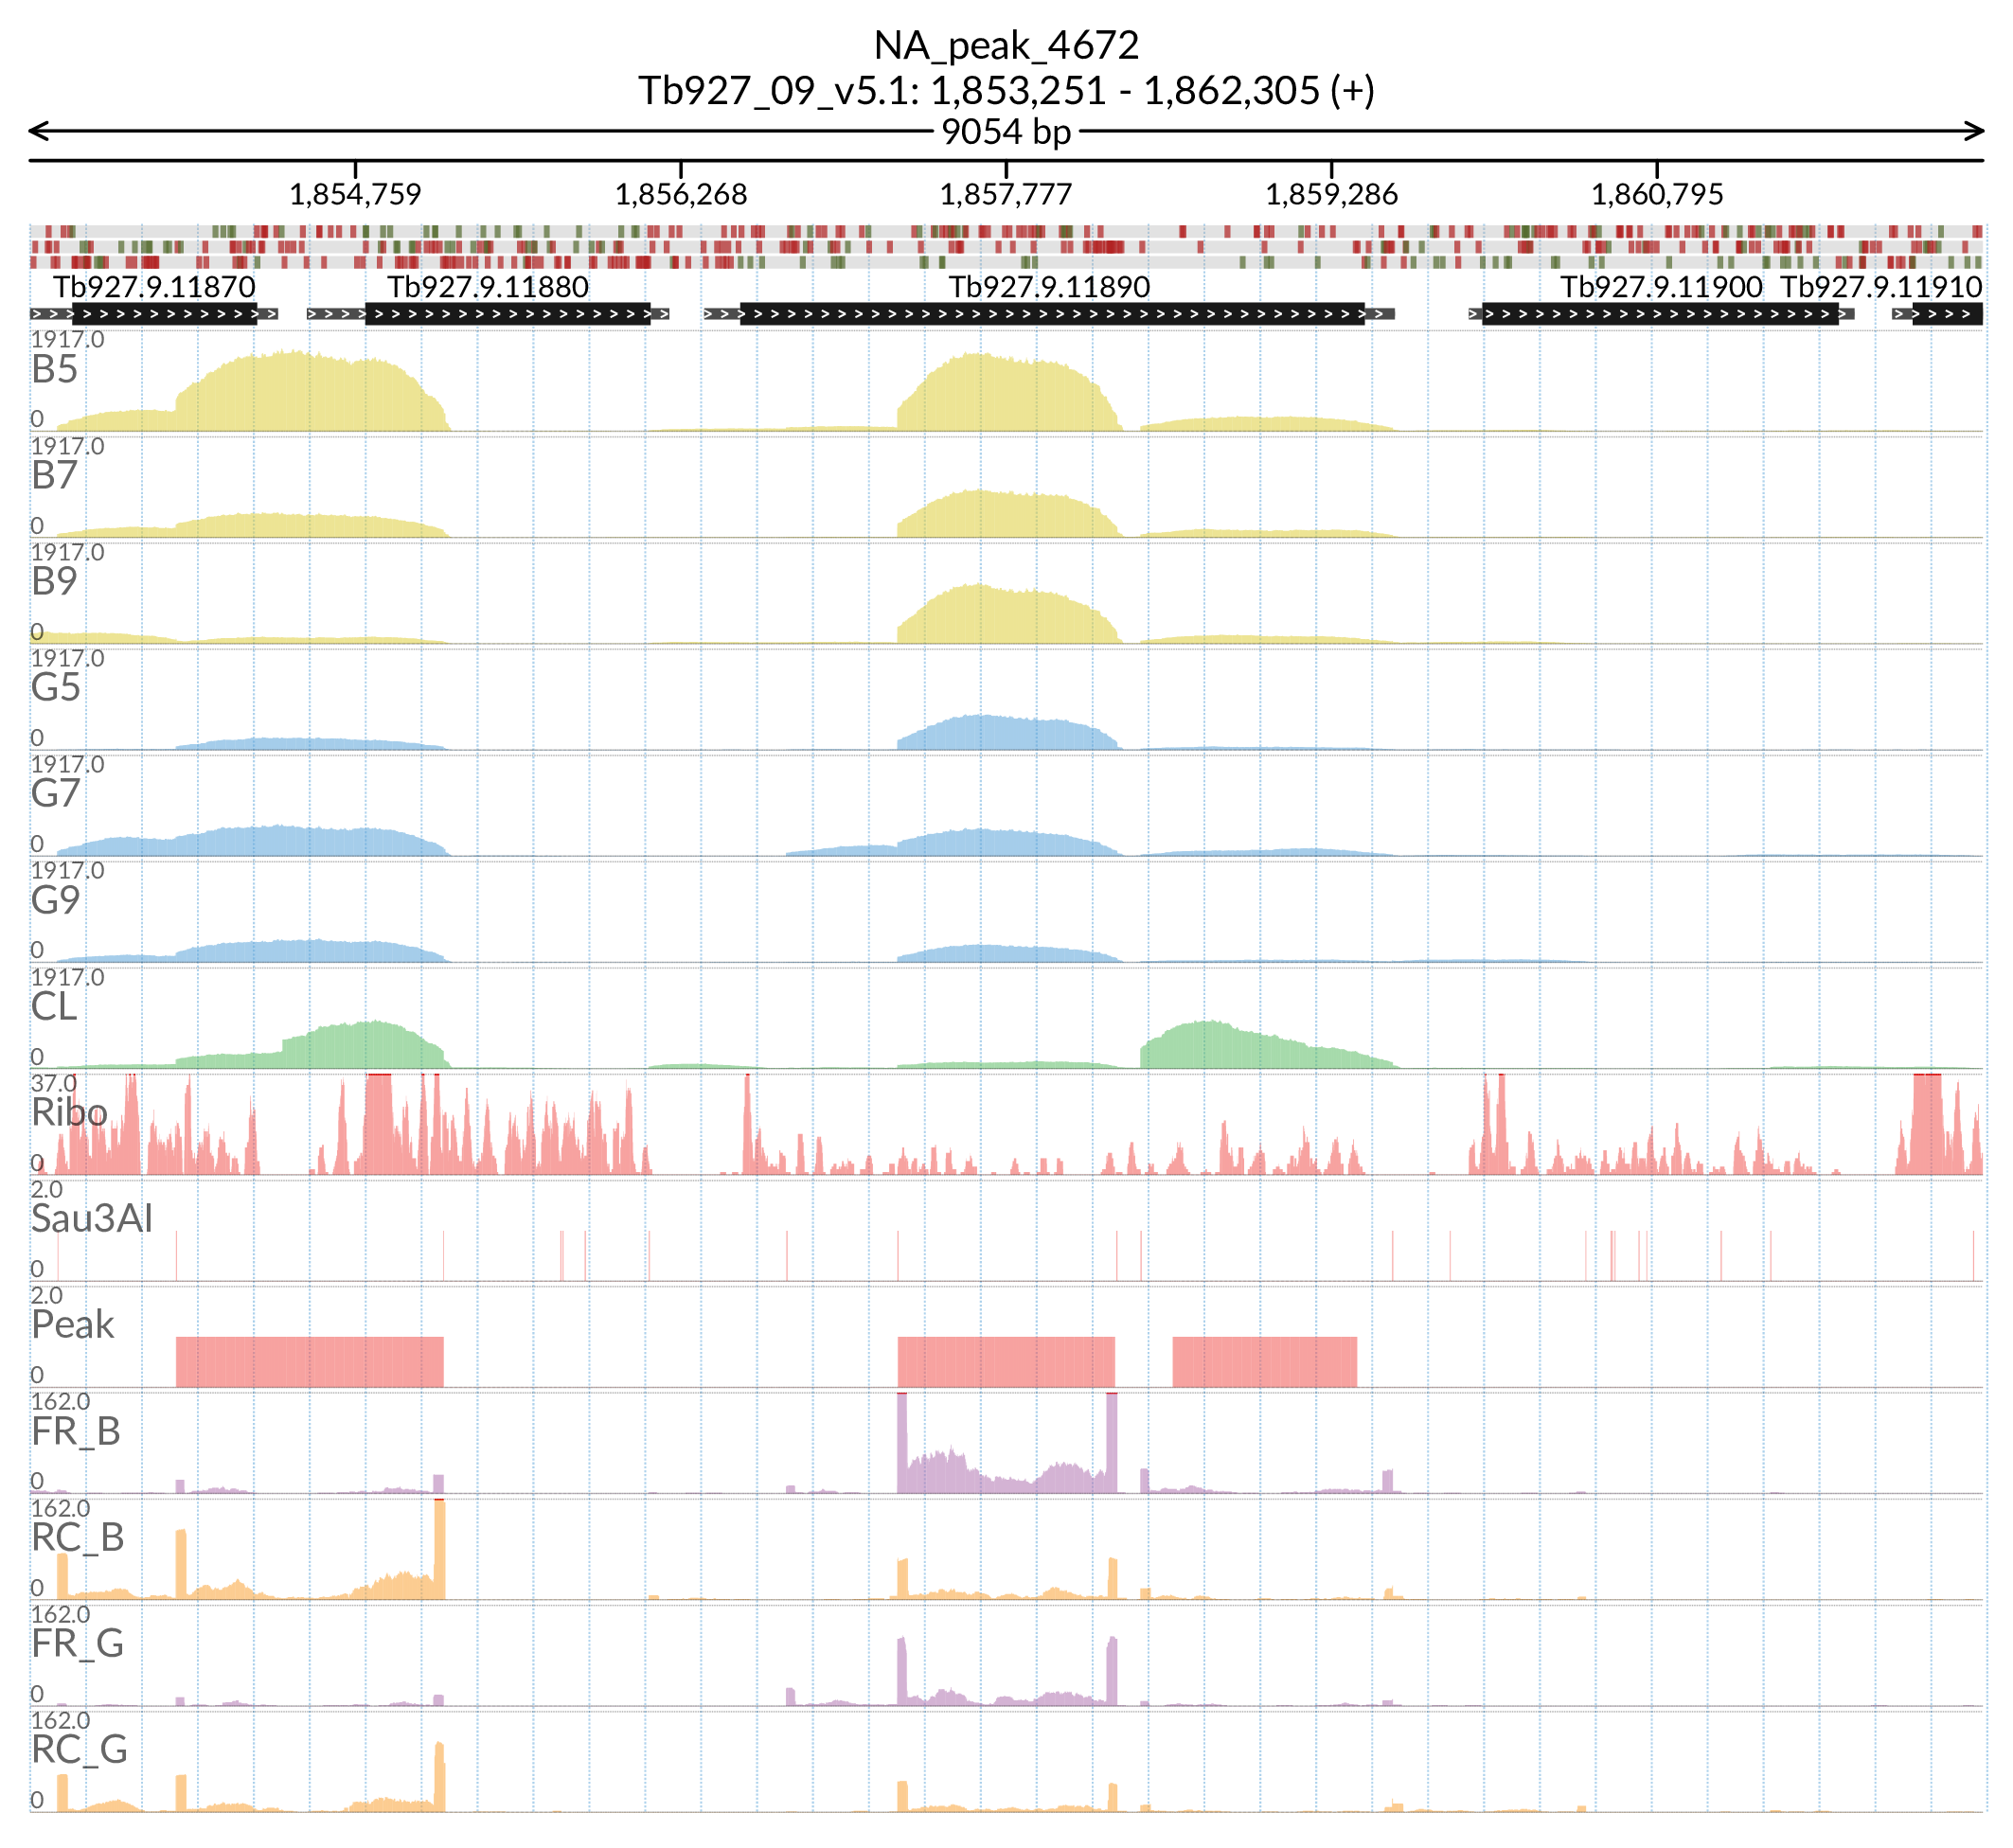 NA_peak_4672
Tb927_09_v5.1: 1,853,251 - 1,862,305 (+)
9054 bp
1,854,759 1,856,268 1,857,777 1,859,286 1,860,795
Tb927.9.11870 Tb927.9.11880 Tb927.9.11890 Tb927.9.11900 Tb927.9.11910
1917.0
B5
0
1917.0
B7
0
1917.0
B9
0
1917.0
G5
0
1917.0
G7
0
1917.0
G9
0
1917.0
CL
0
37.0
Ribo
0
2.0
Sau3AI
0
2.0
Peak
0
162.0
FR_B
0
162.0
RC_B
0
162.0
FR_G
0
162.0
RC_G
0